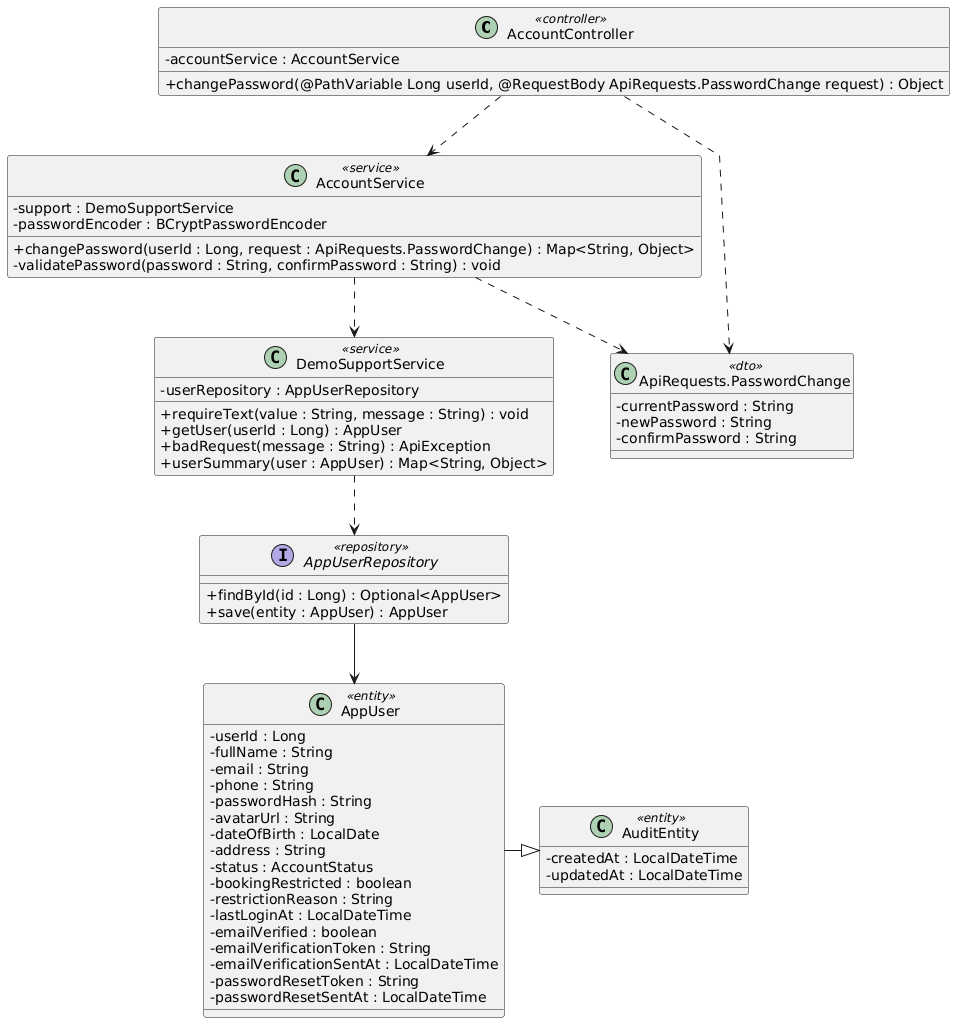 C
«controller»
AccountController
-accountService : AccountService
+changePassword(@PathVariable Long userId, @RequestBody ApiRequests.PasswordChange request) : Object
C
«service»
AccountService
-support : DemoSupportService
-passwordEncoder : BCryptPasswordEncoder
+changePassword(userId : Long, request : ApiRequests.PasswordChange) : Map<String, Object>
-validatePassword(password : String, confirmPassword : String) : void
C
«service»
DemoSupportService
-userRepository : AppUserRepository
+requireText(value : String, message : String) : void
+getUser(userId : Long) : AppUser
+badRequest(message : String) : ApiException
+userSummary(user : AppUser) : Map<String, Object>
C
«dto»
ApiRequests.PasswordChange
-currentPassword : String
-newPassword : String
-confirmPassword : String
I
«repository»
AppUserRepository
+findById(id : Long) : Optional<AppUser>
+save(entity : AppUser) : AppUser
C
«entity»
AppUser
-userId : Long
-fullName : String
-email : String
-phone : String
-passwordHash : String
-avatarUrl : String
-dateOfBirth : LocalDate
-address : String
-status : AccountStatus
-bookingRestricted : boolean
-restrictionReason : String
-lastLoginAt : LocalDateTime
-emailVerified : boolean
-emailVerificationToken : String
-emailVerificationSentAt : LocalDateTime
-passwordResetToken : String
-passwordResetSentAt : LocalDateTime
C
«entity»
AuditEntity
-createdAt : LocalDateTime
-updatedAt : LocalDateTime